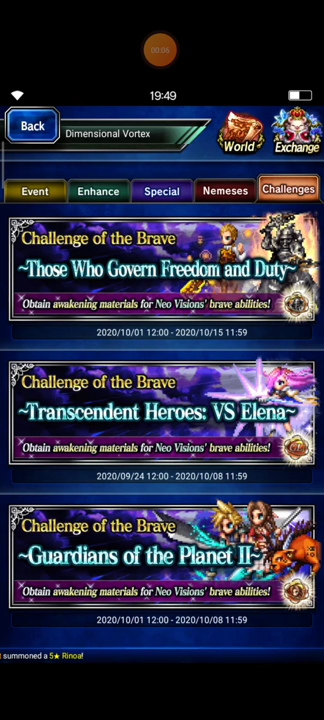 00:06
19:49
Back
Dimensional Vortex
World
Exchange
Event
Enhance
Special
Nemeses
Challenges
Challenge of the Brave
~Those Who Govern Freedom and Duty~
Obtain awakening materials for Neo Visions' brave abilities!
2020/10/01 12:00 - 2020/10/15 11:59
Challenge of the Brave
~Transcendent Heroes: VS Elena~
Obtain awakening materials for Neo Visions' brave abilities!
2020/09/24 12:00 - 2020/10/08 11:59
Challenge of the Brave
~Guardians of the Planet II~
Obtain awakening materials for Neo Visions' brave abilities!
2020/10/01 12:00 - 2020/10/08 11:59
t summoned a 5★ Rinoa!